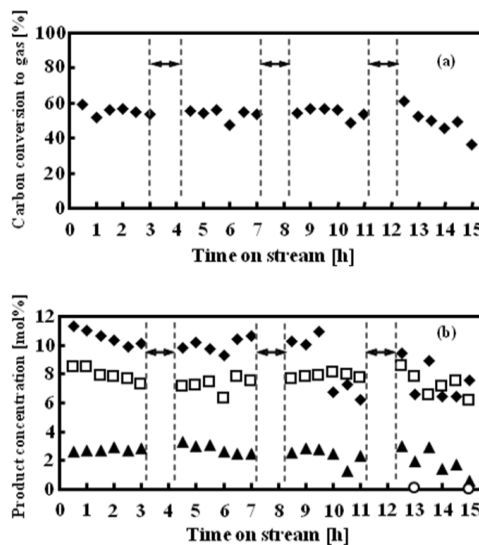 Carbon conversion to gas [%]
100
80
60
40
20
0
(a)
0 1 2 3 4 5 6 7 8 9 10 11 12 13 14 15
Time on stream [h]
Product concentration [mol%]
12
10
8
6
4
2
0
(b)
0 1 2 3 4 5 6 7 8 9 10 11 12 13 14 15
Time on stream [h]